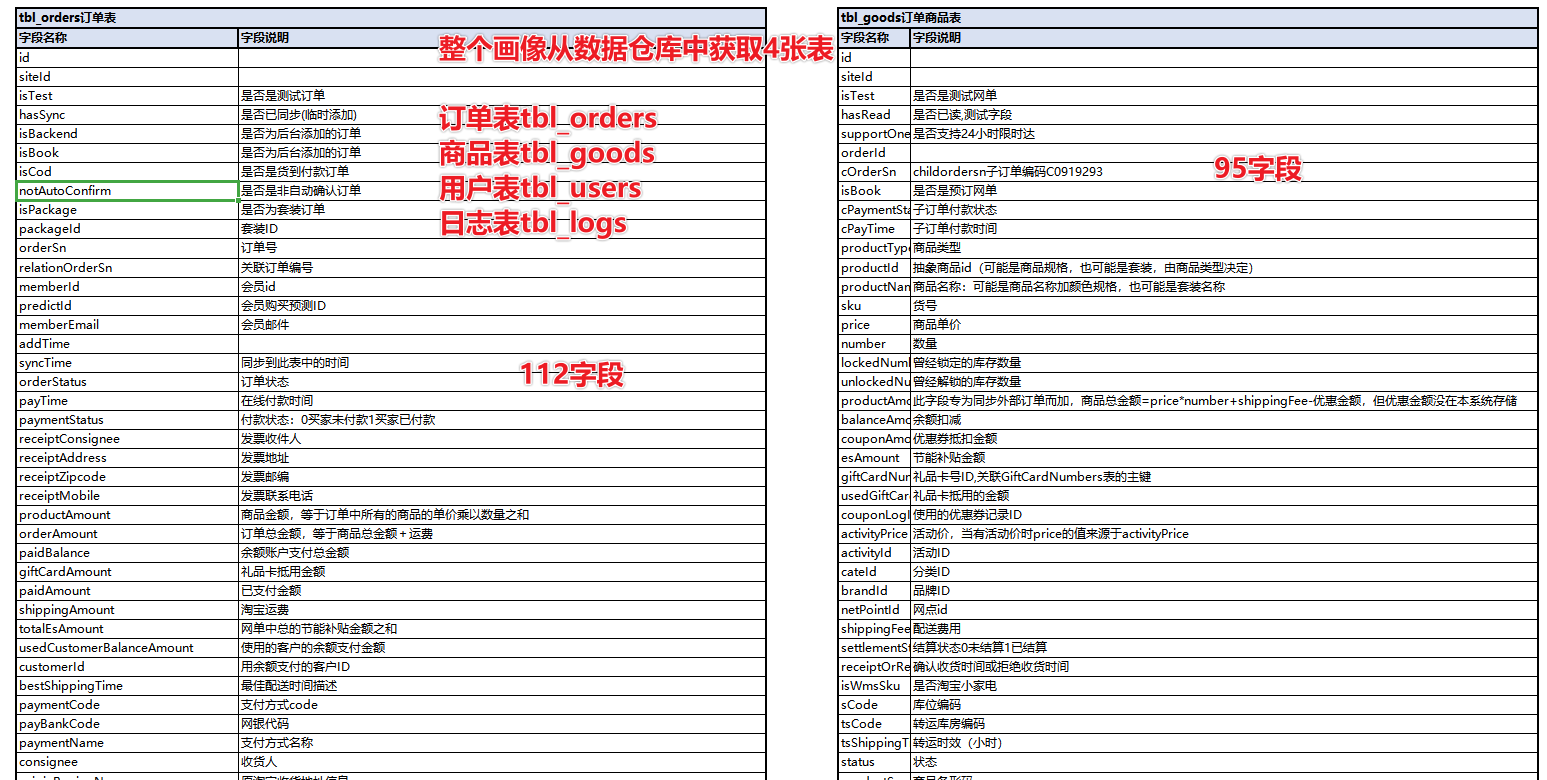 tbl_orders订单表
字段名称 字段说明
id
siteId
isTest 是否是测试订单
hasSync 是否已同步(临时添加)
isBackend 是否为后台添加的订单
isBook 是否为后台添加的订单
isCod 是否是货到付款订单
notAutoConfirm 是否是非自动确认订单
isPackage 是否为套装订单
packageId 套装ID
orderSn 订单号
relationOrderSn 关联订单编号
memberId 会员id
predictId 会员购买预测ID
memberEmail 会员邮件
addTime
syncTime 同步到此表中的时间
orderStatus 订单状态
payTime 在线付款时间
paymentStatus 付款状态：0买家未付款1买家已付款
receiptConsignee 发票收件人
receiptAddress 发票地址
receiptZipcode 发票邮编
receiptMobile 发票联系电话
productAmount 商品金额，等于订单中所有的商品的单价乘以数量之和
orderAmount 订单总金额，等于商品总金额＋运费
paidBalance 余额账户支付总金额
giftCardAmount 礼品卡抵用金额
paidAmount 已支付金额
shippingAmount 淘宝运费
totalEsAmount 网单中总的节能补贴金额之和
usedCustomerBalanceAmount 使用的客户的余额支付金额
customerId 用余额支付的客户ID
bestShippingTime 最佳配送时间描述
paymentCode 支付方式code
payBankCode 网银代码
paymentName 支付方式名称
consignee 收货人
整个画像从数据仓库中获取4张表
订单表tbl_orders
商品表tbl_goods
用户表tbl_users
日志表tbl_logs
112字段
tbl_goods订单商品表
字段名称 字段说明
id
siteId
isTest 是否是测试网单
hasRead 是否已读,测试字段
supportOne 是否支持24小时限时达
orderId
cOrderSn childordersn子订单编码C0919293
isBook 是否是预订网单
cPaymentSta 子订单付款状态
cPayTime 子订单付款时间
productType 商品类型
productId 抽象商品id（可能是商品规格，也可能是套装，由商品类型决定）
productNam 商品名称：可能是商品名称加颜色规格，也可能是套装名称
sku 货号
price 商品单价
number 数量
lockedNum 曾经锁定的库存数量
unlockedNu 曾经解锁的库存数量
productAmo 此字段专为同步外部订单而加，商品总金额=price*number+shippingFee-优惠金额，但优惠金额没在本系统存储
balanceAmo 余额扣减
couponAmo 优惠券抵扣金额
esAmount 节能补贴金额
giftCardNum 礼品卡号ID,关联GiftCardNumbers表的主键
usedGiftCar 礼品卡抵用的金额
couponLogI 使用的优惠券记录ID
activityPrice 活动价，当有活动价时price的值来源于activityPrice
activityId 活动ID
cateId 分类ID
brandId 品牌ID
netPointId 网点id
shippingFee 配送费用
settlementSt 结算状态0未结算1已结算
receiptOrRe 确认收货时间或拒绝收货时间
isWmsSku 是否淘宝小家电
sCode 库位编码
tsCode 转运库房编码
tsShippingT 转运时效（小时）
status 状态
95字段